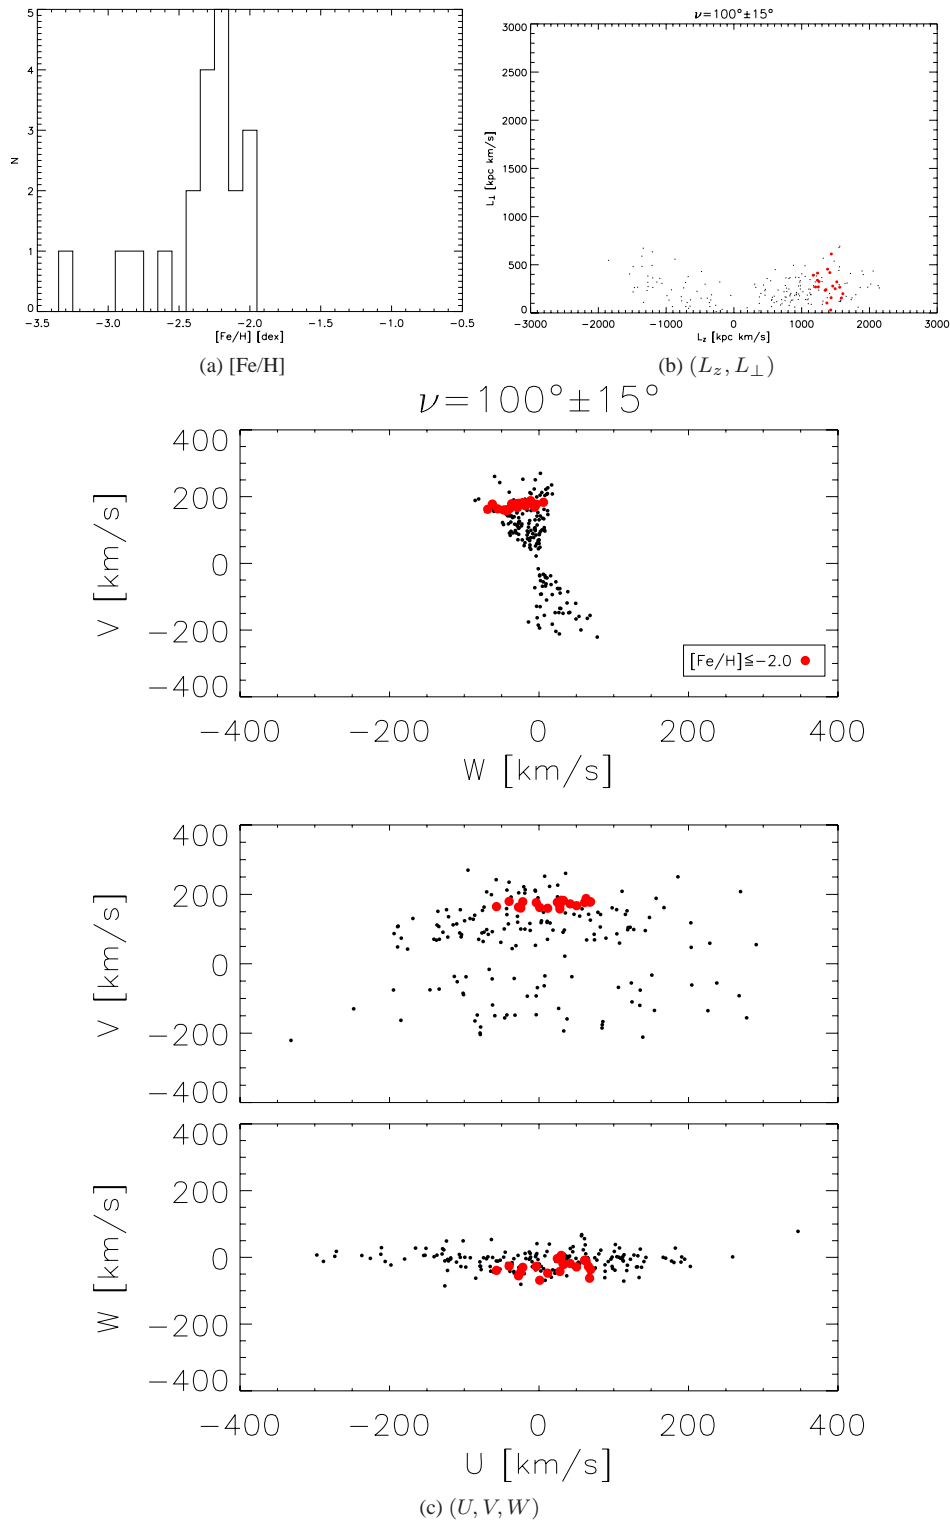 5
4
3
2
1
0
N
−3.5 −3.0 −2.5 −2.0 −1.5 −1.0 −0.5
[Fe/H] [dex]
(a) [Fe/H]
ν=100°±15°
3000
2500
2000
1500
1000
500
0
L⊥ [kpc km/s]
−3000 −2000 −1000 0 1000 2000 3000
Lz [kpc km/s]
(b) (Lz, L⊥)
ν=100°±15°
400
200
0
−200
−400
V [km/s]
[Fe/H]≦−2.0
−400 −200 0 200 400
W [km/s]
400
200
0
−200
−400
V [km/s]
400
200
0
−200
−400
W [km/s]
−400 −200 0 200 400
U [km/s]
(c) (U, V, W)